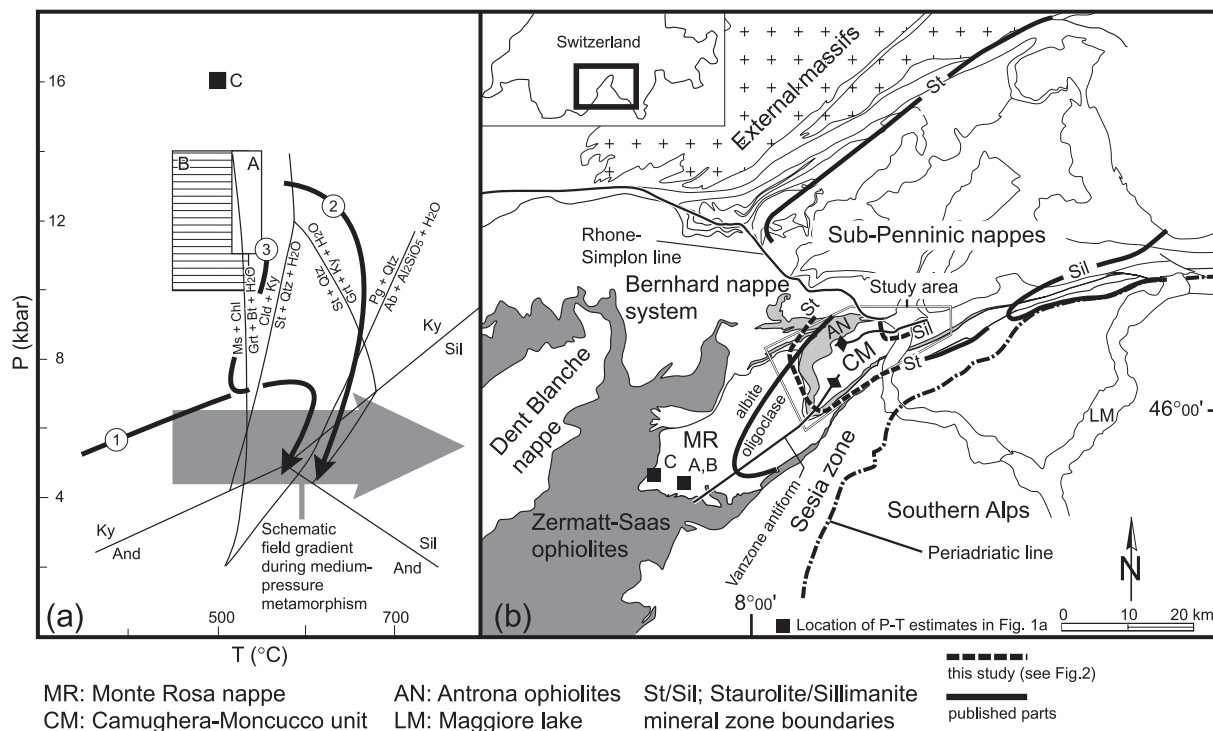 P (kbar)
16
12
8
4
500
700
T (°C)
(a)
C
B
A
2
3
1
Ms + Chl
Grt + Bt + H2O
Cld + Ky
St + Qtz + H2O
St + Qtz
Grt + Ky + H2O
Pg + Qtz
Ab + Al2SiO5 + H2O
Ky
Sil
Ky
And
Sil
And
Schematic
field gradient
during medium-
pressure
metamorphism
Switzerland
External massifs
St
Rhone-
Simplon line
Sub-Penninic nappes
Bernhard nappe
system
Study area
Sil
St
AN
Sil
CM
St
Dent Blanche
nappe
albite
oligoclase
MR
C
A,B
LM
46°00'
Zermatt-Saas
ophiolites
Vanzone antiform
Sesia zone
Southern Alps
Periadriatic line
N
(b)
8°00'
0 10 20 km
Location of P-T estimates in Fig. 1a
MR: Monte Rosa nappe
CM: Camughera-Moncucco unit
AN: Antrona ophiolites
LM: Maggiore lake
St/Sil; Staurolite/Sillimanite
mineral zone boundaries
this study (see Fig.2)
published parts